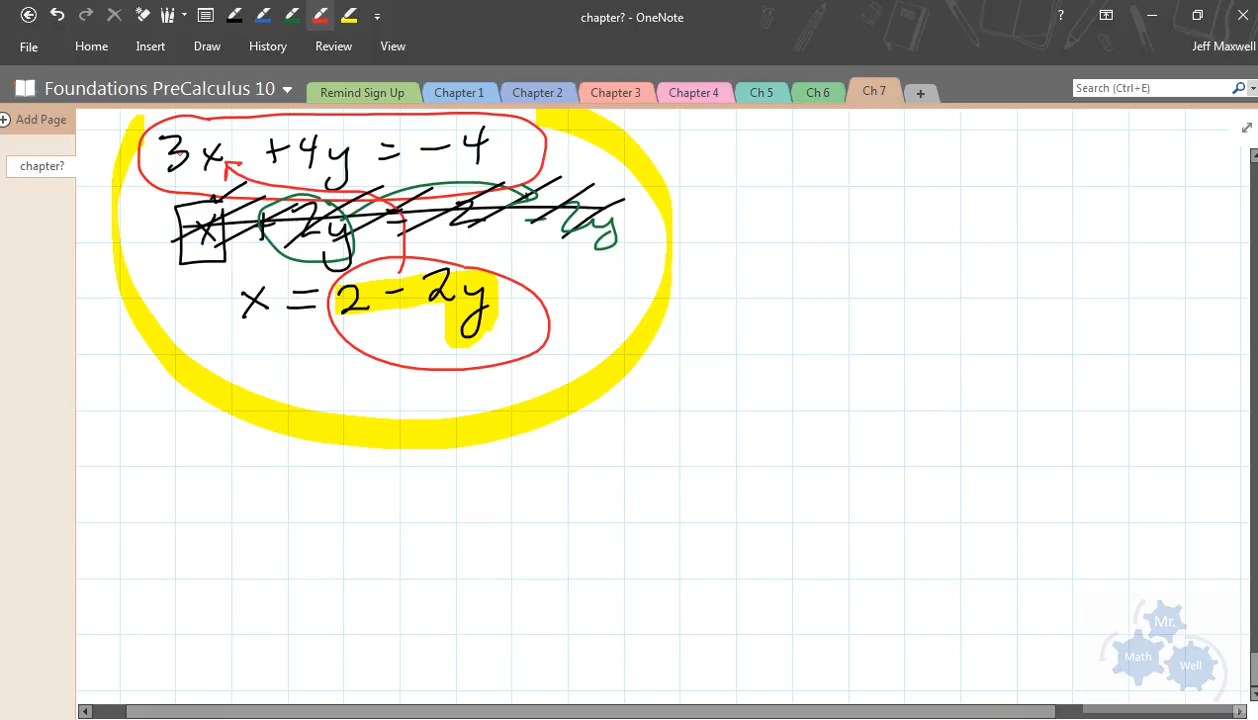 chapter? - OneNote
?
File
Home
Insert
Draw
History
Review
View
Jeff Maxwell
Foundations PreCalculus 10
Remind Sign Up
Chapter 1
Chapter 2
Chapter 3
Chapter 4
Ch 5
Ch 6
Ch 7
Search (Ctrl+E)
Add Page
chapter?
3x + 4y = -4
x + 2y = 2 - 2y
x = 2 - 2y
Mr.
Math
Well